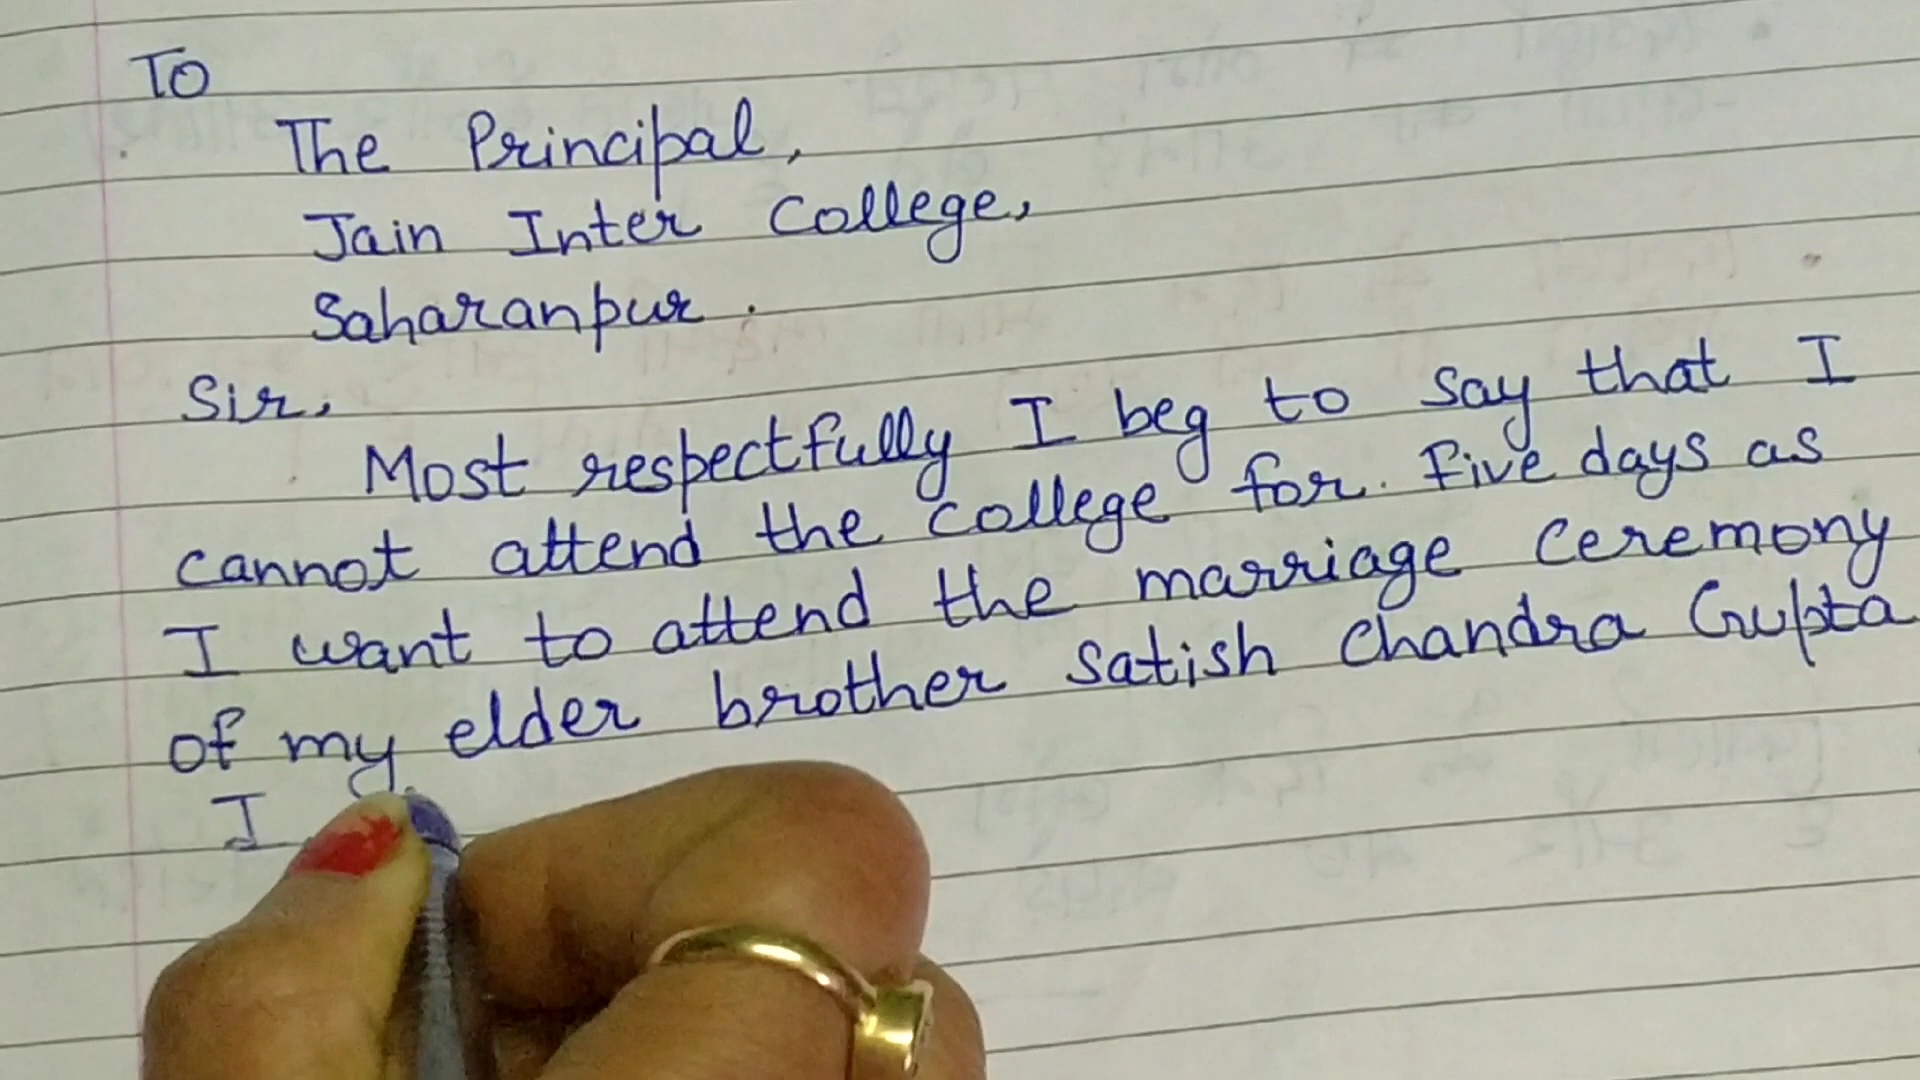 To
The Principal,
Jain Inter College,
Saharanpur.
Sir,
Most respectfully I beg to say that I
cannot attend the college for. Five days as
I want to attend the marriage ceremony
of my elder brother Satish Chandra Gupta
I